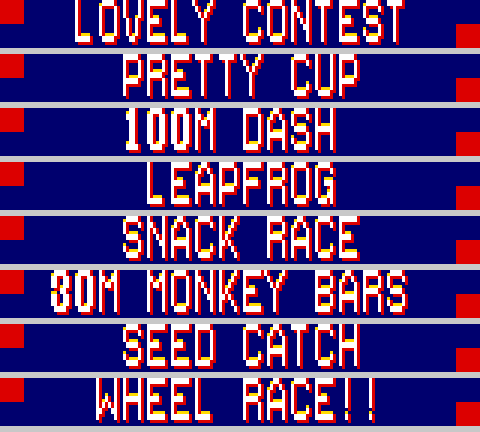 LOVELY CONTEST
PRETTY CUP
100M DASH
LEAPFROG
SNACK RACE
80M MONKEY BARS
SEED CATCH
WHEEL RACE!!